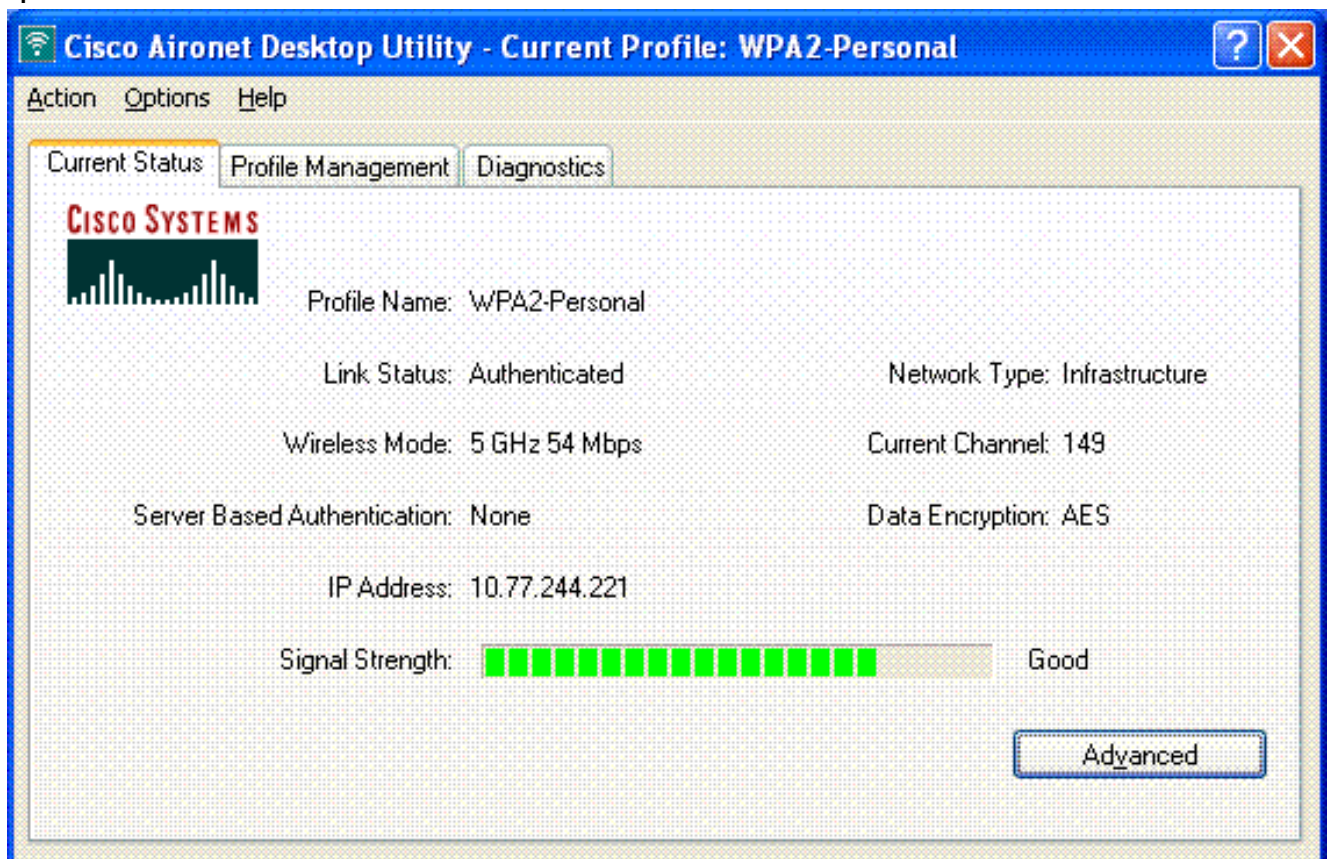 Cisco Aironet Desktop Utility - Current Profile: WPA2-Personal
Action Options Help
Current Status Profile Management Diagnostics
CISCO SYSTEMS
Profile Name: WPA2-Personal
Link Status: Authenticated Network Type: Infrastructure
Wireless Mode: 5 GHz 54 Mbps Current Channel: 149
Server Based Authentication: None Data Encryption: AES
IP Address: 10.77.244.221
Signal Strength: Good
Advanced